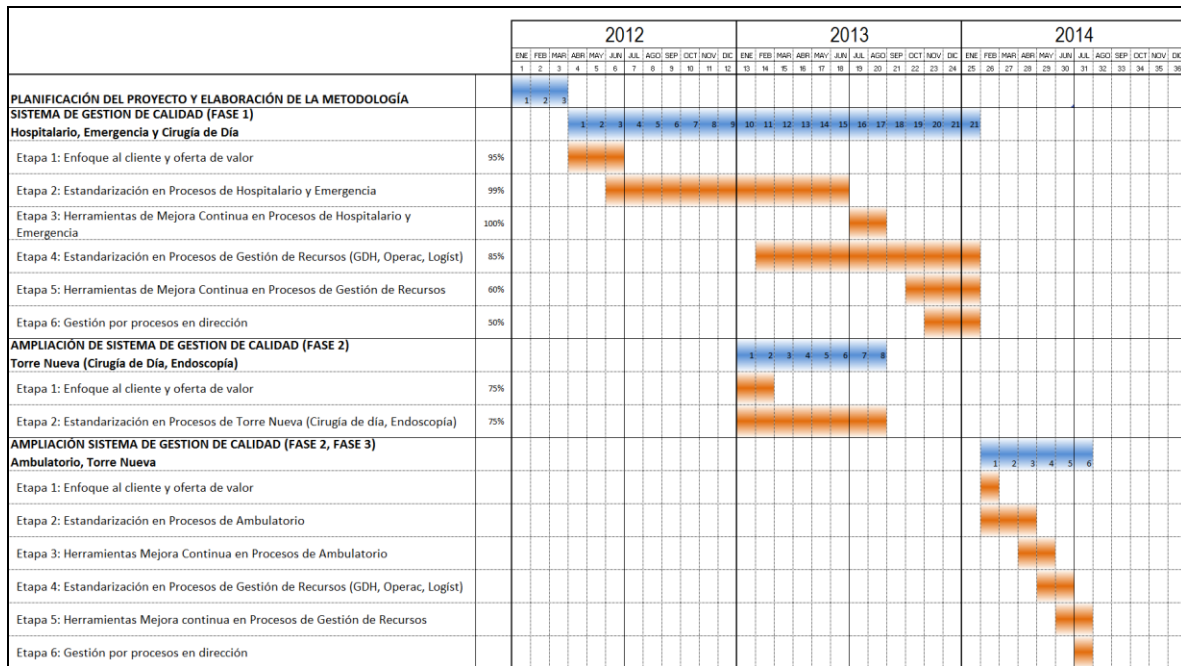 2012 2013 2014
ENE FEB MAR ABR MAY JUN JUL AGO SEP OCT NOV DIC ENE FEB MAR ABR MAY JUN JUL AGO SEP OCT NOV DIC ENE FEB MAR ABR MAY JUN JUL AGO SEP OCT NOV DIC
1 2 3 4 5 6 7 8 9 10 11 12 13 14 15 16 17 18 19 20 21 22 23 24 25 26 27 28 29 30 31 32 33 34 35 36
PLANIFICACIÓN DEL PROYECTO Y ELABORACIÓN DE LA METODOLOGÍA 1 2 3
SISTEMA DE GESTION DE CALIDAD (FASE 1)
Hospitalario, Emergencia y Cirugía de Día 1 2 3 4 5 6 7 8 9 10 11 12 13 14 15 16 17 18 19 20 21 21
Etapa 1: Enfoque al cliente y oferta de valor 95%
Etapa 2: Estandarización en Procesos de Hospitalario y Emergencia 99%
Etapa 3: Herramientas de Mejora Continua en Procesos de Hospitalario y
Emergencia 100%
Etapa 4: Estandarización en Procesos de Gestión de Recursos (GDH, Operac, Logíst) 85%
Etapa 5: Herramientas de Mejora Continua en Procesos de Gestión de Recursos 60%
Etapa 6: Gestión por procesos en dirección 50%
AMPLIACIÓN DE SISTEMA DE GESTIÓN DE CALIDAD (FASE 2)
Torre Nueva (Cirugía de Día, Endoscopía) 1 2 3 4 5 6 7 8
Etapa 1: Enfoque al cliente y oferta de valor 75%
Etapa 2: Estandarización en Procesos de Torre Nueva (Cirugía de día, Endoscopía) 75%
AMPLIACIÓN SISTEMA DE GESTION DE CALIDAD (FASE 2, FASE 3)
Ambulatorio, Torre Nueva 1 2 3 4 5 6
Etapa 1: Enfoque al cliente y oferta de valor
Etapa 2: Estandarización en Procesos de Ambulatorio
Etapa 3: Herramientas Mejora Continua en Procesos de Ambulatorio
Etapa 4: Estandarización en Procesos de Gestión de Recursos (GDH, Operac, Logíst)
Etapa 5: Herramientas Mejora continua en Procesos de Gestión de Recursos
Etapa 6: Gestión por procesos en dirección